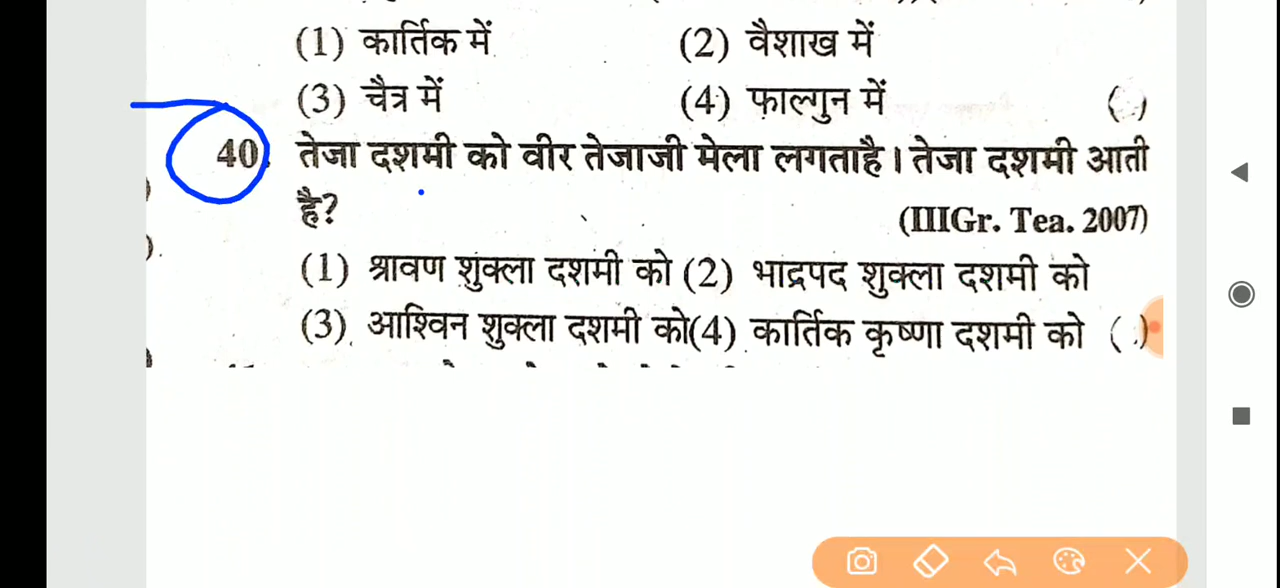 (1) कार्तिक में (2) वैशाख में
(3) चैत्र में (4) फाल्गुन में ( )
40. तेजा दशमी को वीर तेजाजी मेला लगताहै। तेजा दशमी आती
है? (IIIGr. Tea. 2007)
(1) श्रावण शुक्ला दशमी को (2) भाद्रपद शुक्ला दशमी को
(3) आश्विन शुक्ला दशमी को(4) कार्तिक कृष्णा दशमी को ( )